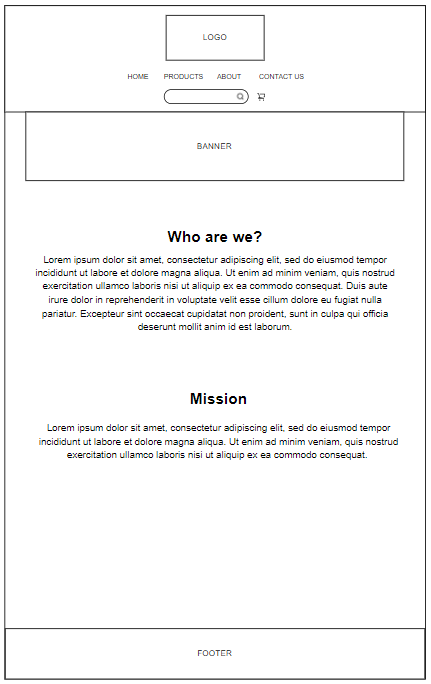 LOGO
HOME PRODUCTS ABOUT CONTACT US
BANNER
Who are we?
Lorem ipsum dolor sit amet, consectetur adipiscing elit, sed do eiusmod tempor
incididunt ut labore et dolore magna aliqua. Ut enim ad minim veniam, quis nostrud
exercitation ullamco laboris nisi ut aliquip ex ea commodo consequat. Duis aute
irure dolor in reprehenderit in voluptate velit esse cillum dolore eu fugiat nulla
pariatur. Excepteur sint occaecat cupidatat non proident, sunt in culpa qui officia
deserunt mollit anim id est laborum.
Mission
Lorem ipsum dolor sit amet, consectetur adipiscing elit, sed do eiusmod tempor
incididunt ut labore et dolore magna aliqua. Ut enim ad minim veniam, quis nostrud
exercitation ullamco laboris nisi ut aliquip ex ea commodo consequat.
FOOTER